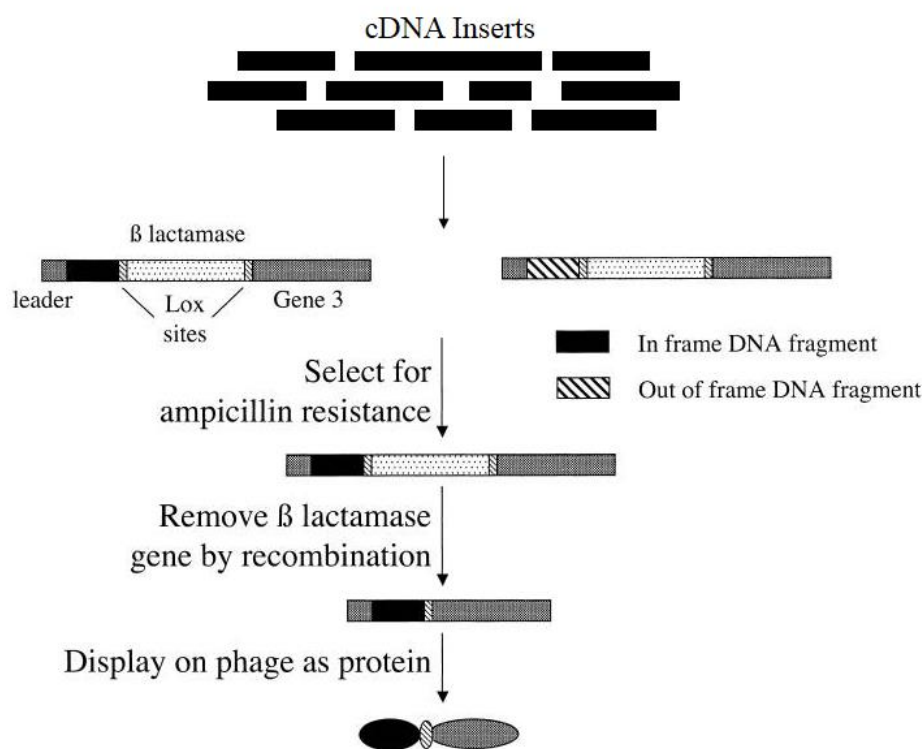 cDNA Inserts
ß lactamase
leader
Lox
sites
Gene 3
In frame DNA fragment
Out of frame DNA fragment
Select for
ampicillin resistance
Remove ß lactamase
gene by recombination
Display on phage as protein